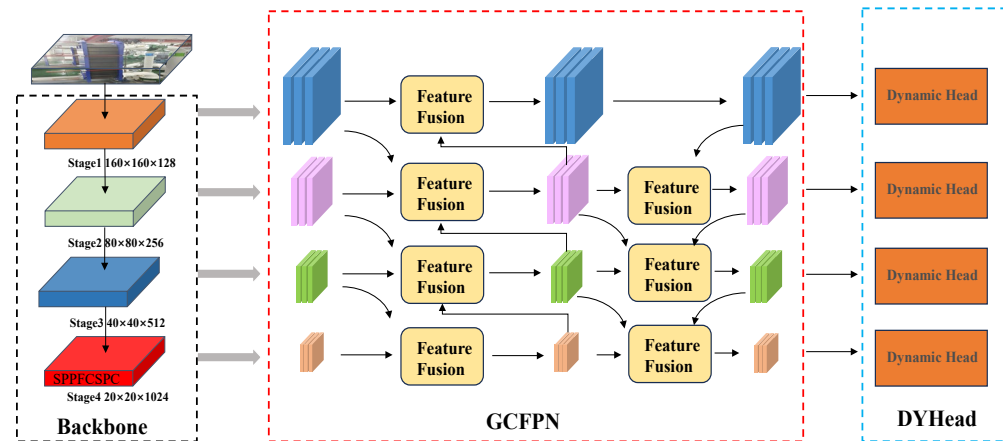 Stage1 160×160×128
Stage2 80×80×256
Stage3 40×40×512
SPPFCSPC
Stage4 20×20×1024
Backbone
Feature
Fusion
Feature
Fusion
Feature
Fusion
Feature
Fusion
Feature
Fusion
Feature
Fusion
Feature
Fusion
GCFPN
Dynamic Head
Dynamic Head
Dynamic Head
Dynamic Head
DYHead